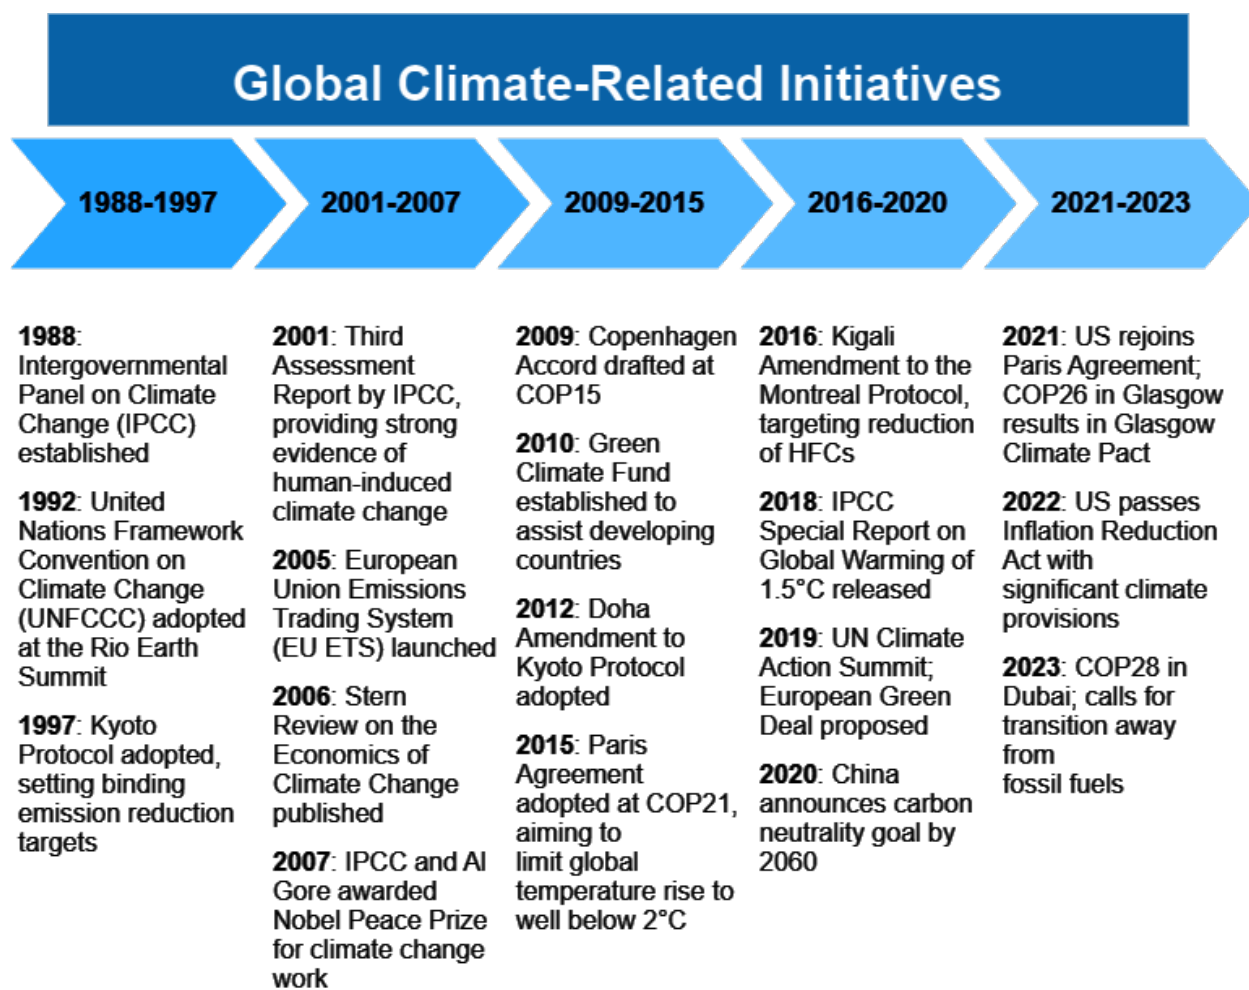 Global Climate-Related Initiatives
1988-1997
2001-2007
2009-2015
2016-2020
2021-2023
1988:
Intergovernmental
Panel on Climate
Change (IPCC)
established
1992: United
Nations Framework
Convention on
Climate Change
(UNFCCC) adopted
at the Rio Earth
Summit
1997: Kyoto
Protocol adopted,
setting binding
emission reduction
targets
2001: Third
Assessment
Report by IPCC,
providing strong
evidence of
human-induced
climate change
2005: European
Union Emissions
Trading System
(EU ETS) launched
2006: Stern
Review on the
Economics of
Climate Change
published
2007: IPCC and Al
Gore awarded
Nobel Peace Prize
for climate change
work
2009: Copenhagen
Accord drafted at
COP15
2010: Green
Climate Fund
established to
assist developing
countries
2012: Doha
Amendment to
Kyoto Protocol
adopted
2015: Paris
Agreement
adopted at COP21,
aiming to
limit global
temperature rise to
well below 2°C
2016: Kigali
Amendment to the
Montreal Protocol,
targeting reduction
of HFCs
2018: IPCC
Special Report on
Global Warming of
1.5°C released
2019: UN Climate
Action Summit;
European Green
Deal proposed
2020: China
announces carbon
neutrality goal by
2060
2021: US rejoins
Paris Agreement;
COP26 in Glasgow
results in Glasgow
Climate Pact
2022: US passes
Inflation Reduction
Act with
significant climate
provisions
2023: COP28 in
Dubai; calls for
transition away
from
fossil fuels